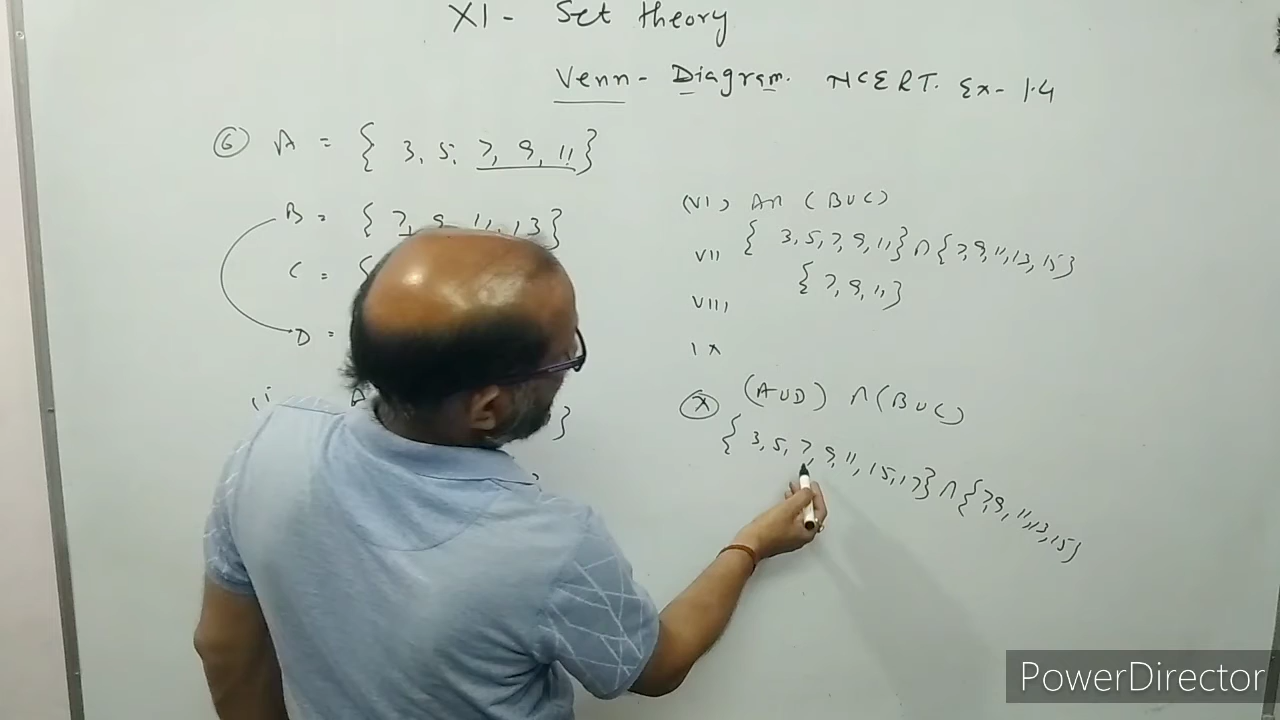 XI - Set theory
Venn - Diagram. NCERT. Ex - 1.4
6 A = { 3, 5, 7, 9, 11 }
B = { 7, 9, 11, 13 }
C = {
D =
(i A
}
(VI) A ∩ ( B ∪ C )
{ 3, 5, 7, 9, 11 } ∩ { 7, 9, 11, 13, 15 }
VII
{ 7, 9, 11 }
VIII
IX
X (A ∪ D) ∩ ( B ∪ C )
{ 3, 5, 7, 9, 11, 15, 17 } ∩ { 7, 9, 11, 13, 15 }
PowerDirector